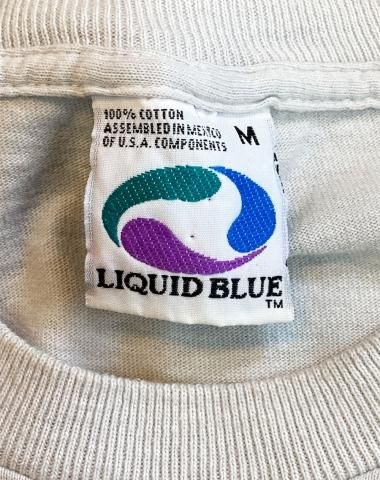 100% COTTON
ASSEMBLED IN MEXICO
OF U.S.A. COMPONENTS
M
LIQUID BLUE
TM